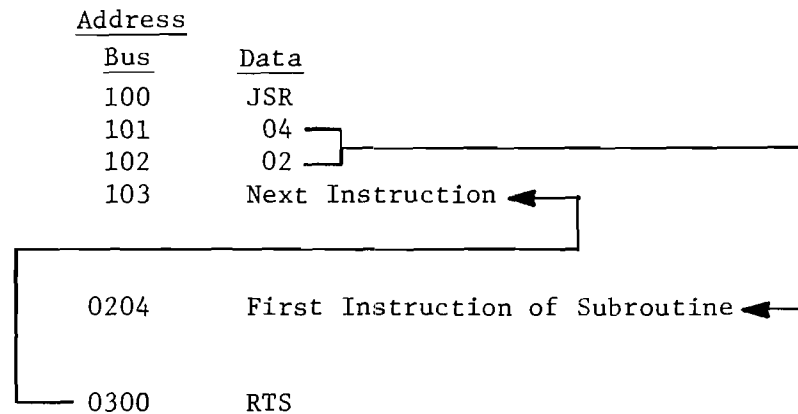 Address
Bus Data
100 JSR
101 04
102 02
103 Next Instruction
0204 First Instruction of Subroutine
0300 RTS